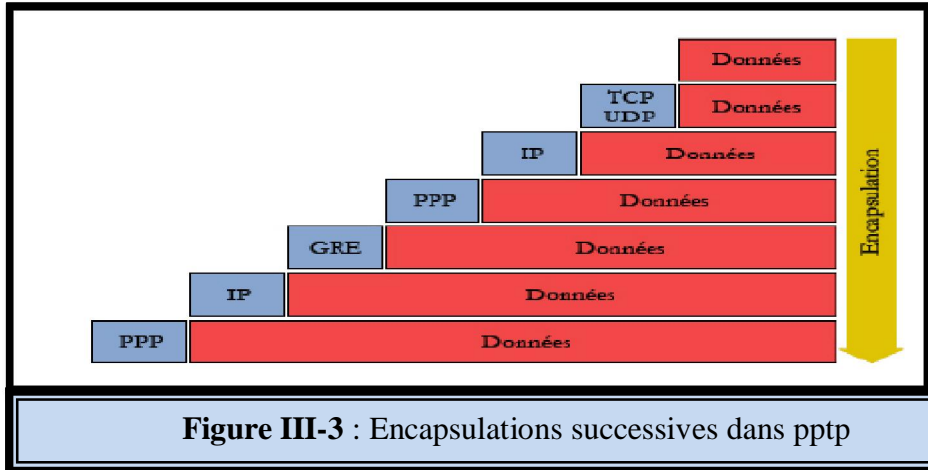 Données
TCP UDP Données
IP Données
PPP Données
GRE Données
IP Données
PPP Données
Encapsulation
Figure III-3 : Encapsulations successives dans pptp